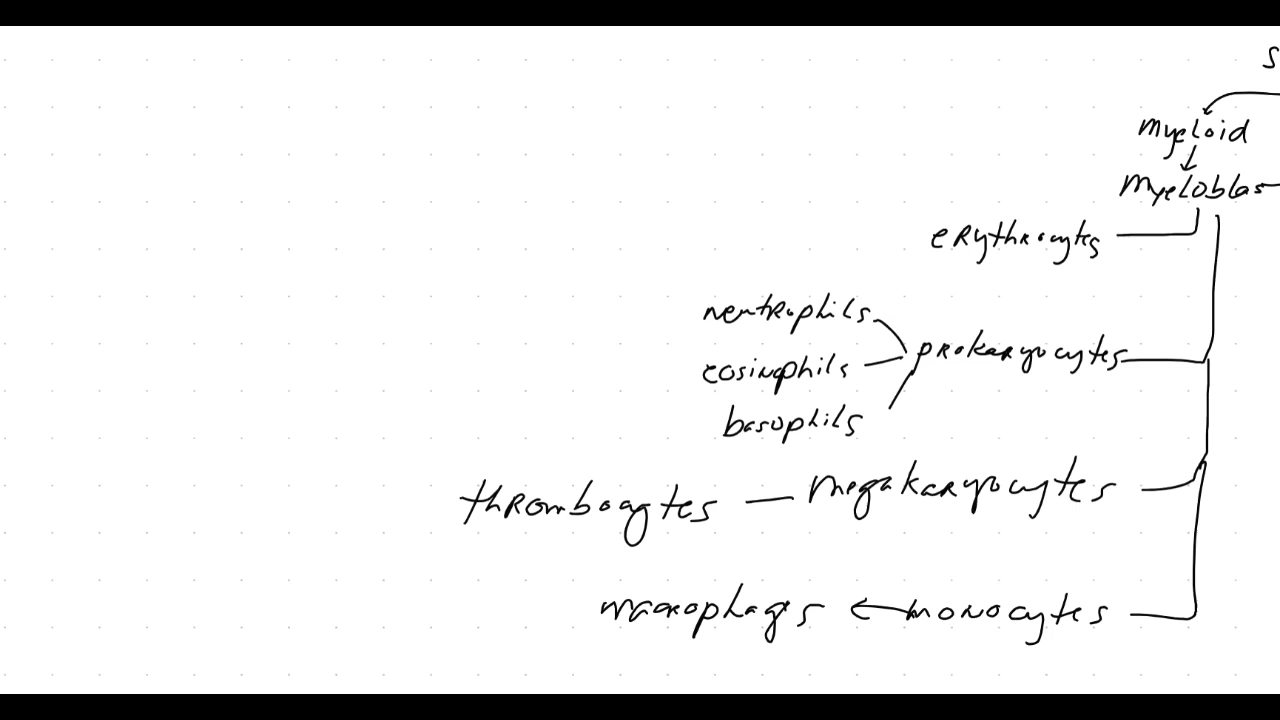 S
myeloid
myeloblas
erythrocytes
neutrophils
eosinophils
basophils
prokaryocytes
thrombocytes — megakaryocytes
macrophages ← monocytes